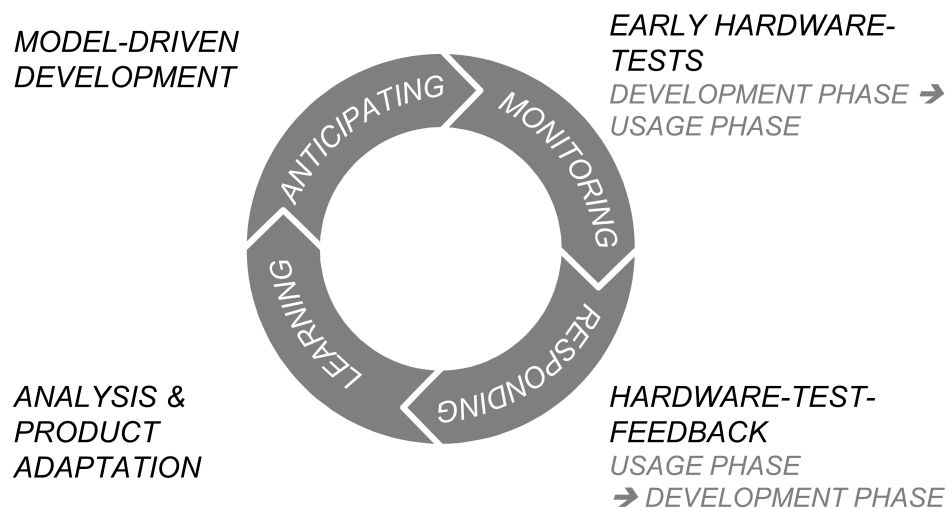 MODEL-DRIVEN
DEVELOPMENT
EARLY HARDWARE-
TESTS
DEVELOPMENT PHASE ➔
USAGE PHASE
ANTICIPATING
MONITORING
RESPONDING
LEARNING
ANALYSIS &
PRODUCT
ADAPTATION
HARDWARE-TEST-
FEEDBACK
USAGE PHASE
➔ DEVELOPMENT PHASE